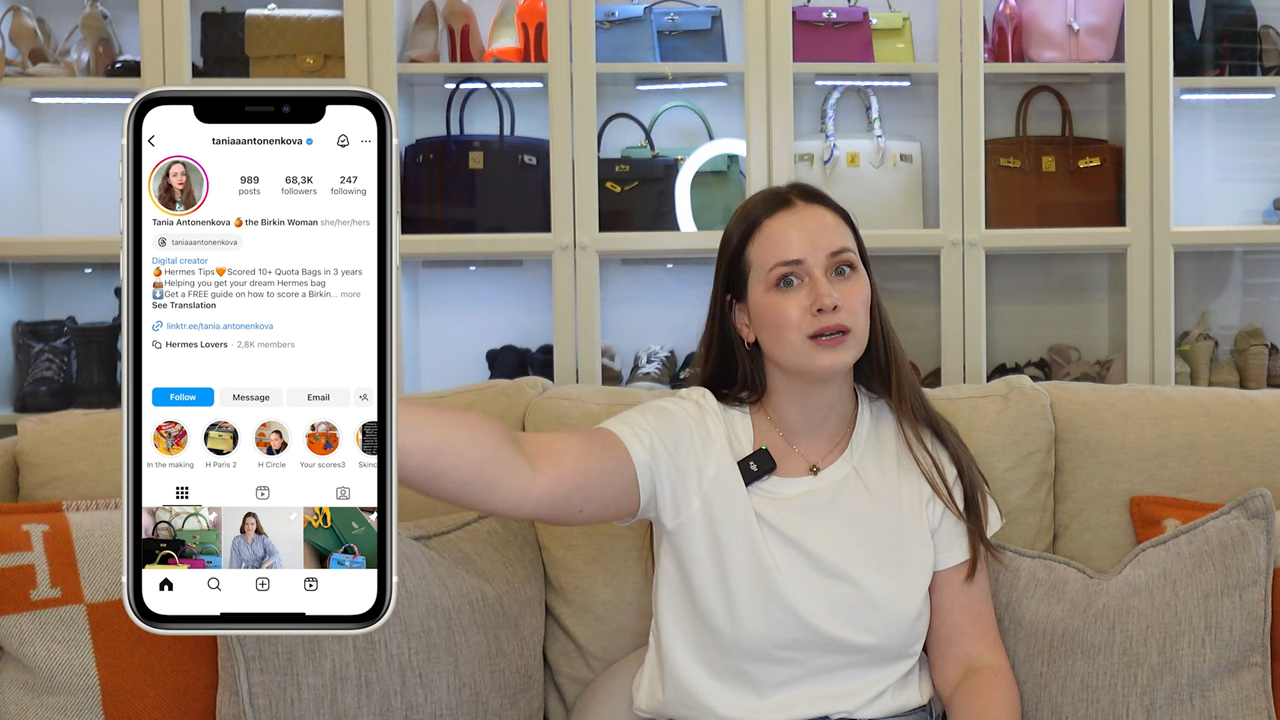 taniaaantonenkova
989
68,3K
247
posts
followers
following
Tania Antonenkova 🍊 the Birkin Woman she/her/hers
taniaaantonenkova
Digital creator
🍊Hermes Tips🧡Scored 10+ Quota Bags in 3 years
👜Helping you get your dream Hermes bag
⬇️Get a FREE guide on how to score a Birkin... more
See Translation
linktr.ee/tania.antonenkova
Hermes Lovers · 2,8K members
Follow
Message
Email
In the making
H Paris 2
H Circle
Your scores3
Skinc
H
dji